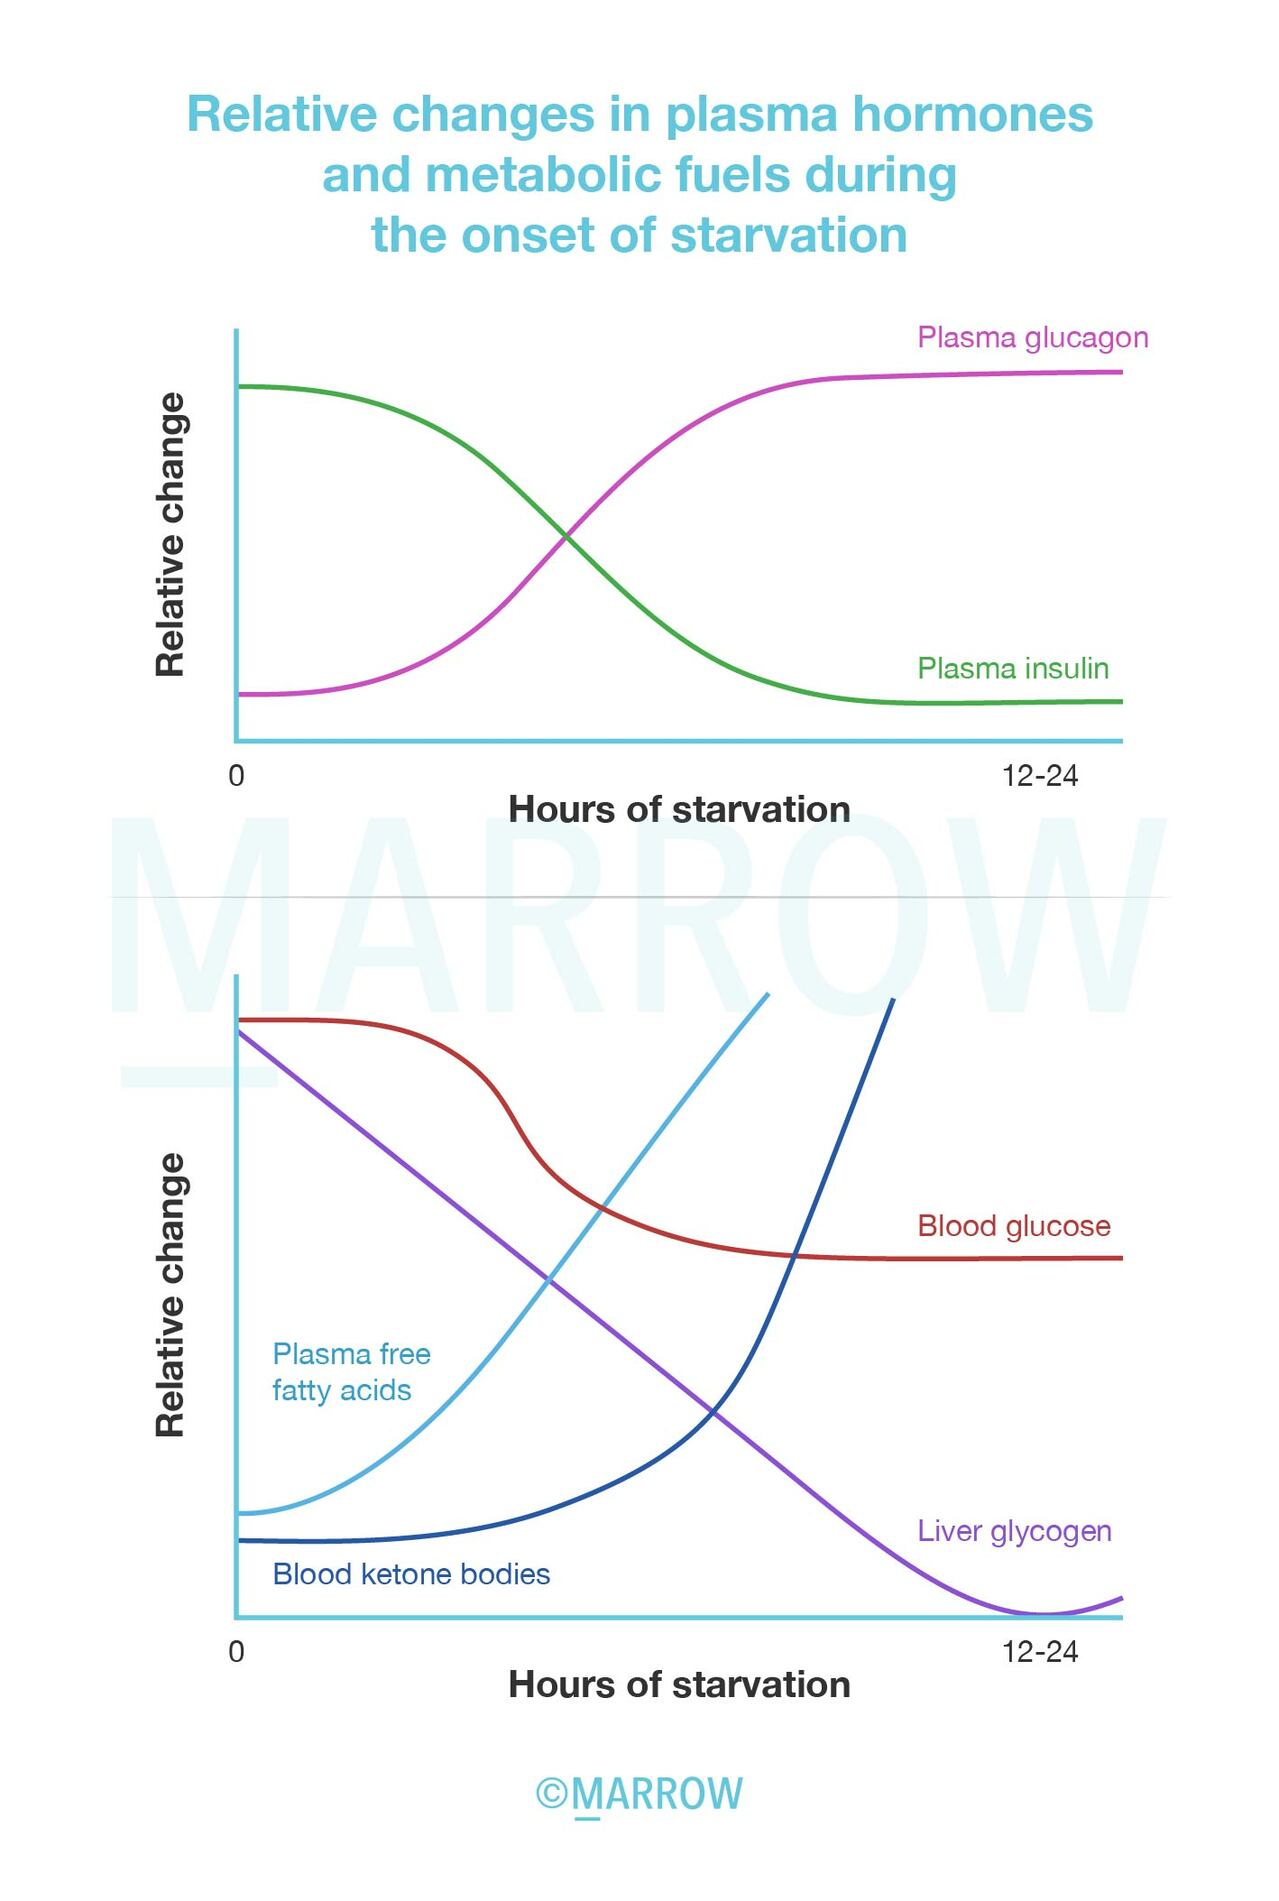 Relative changes in plasma hormones
and metabolic fuels during
the onset of starvation
Plasma glucagon
Relative change
Plasma insulin
0
12-24
Hours of starvation
MARROW
Relative change
Blood glucose
Plasma free
fatty acids
Liver glycogen
Blood ketone bodies
0
12-24
Hours of starvation
©MARROW